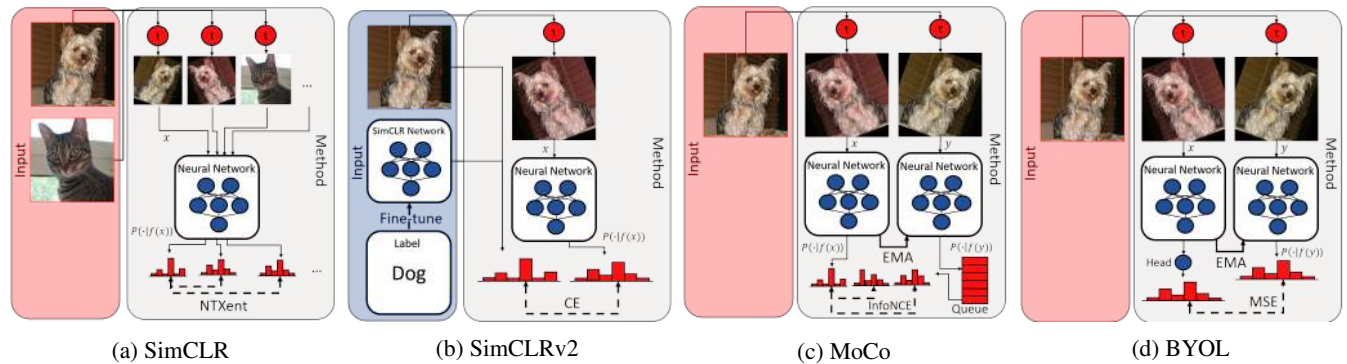 Input
t
t
t
...
x
Neural Network
P(·|f(x))
...
NTXent
Method
(a) SimCLR
Input
SimCLR Network
Fine-tune
Label
Dog
t
x
Neural Network
P(·|f(x))
CE
Method
(b) SimCLRv2
Input
t
t
x
y
Neural Network
Neural Network
P(·|f(x))
P(·|f(y))
EMA
InfoNCE
Queue
Method
(c) MoCo
Input
t
t
x
y
Neural Network
Neural Network
Head
EMA
P(·|f(y))
MSE
Method
(d) BYOL